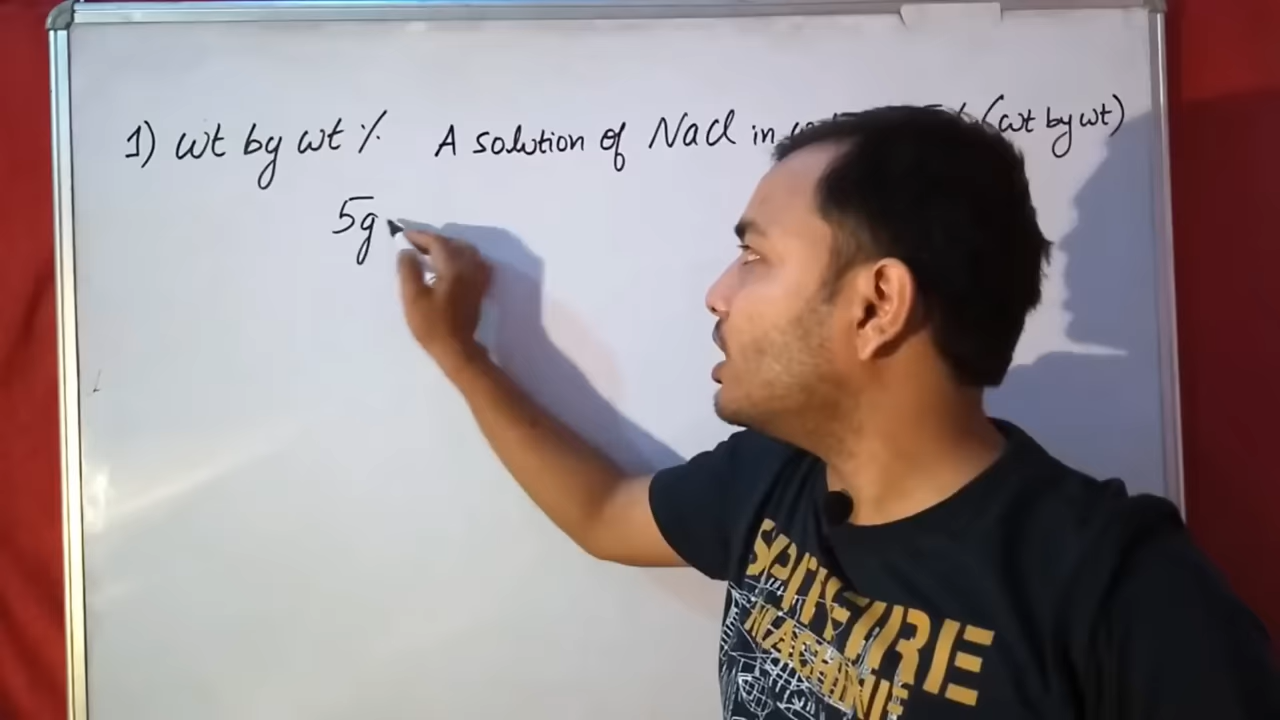 1) wt by wt % A solution of NaCl in (wt by wt)
5g
SPITFIRE
MACHINE